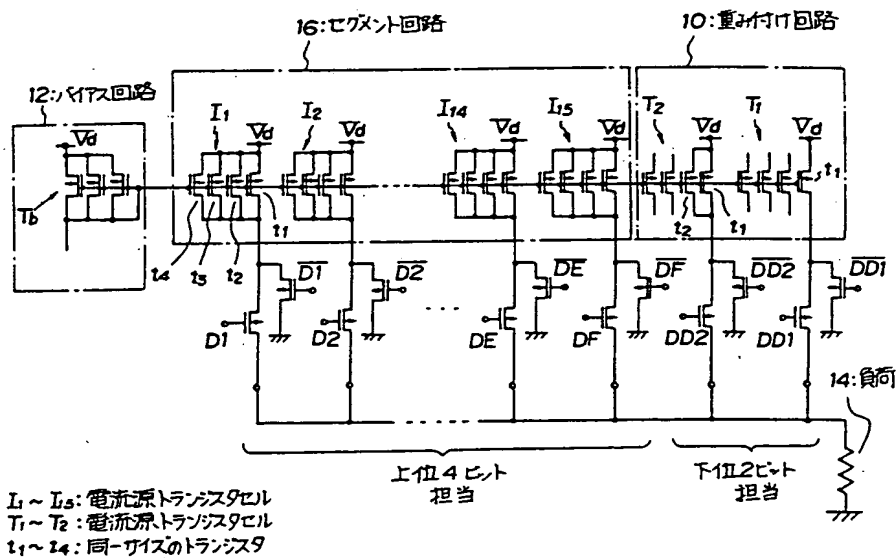 16:セグメント回路
10:重み付け回路
12:バイアス回路
I1 I2 I14 I15 T2 T1
Vd Vd Vd Vd Vd Vd Vd
Tb
t1
t4 t3 t2 t1 t2 t1
D1 D2 DE DF DD2 DD1
D1 D2 DE DF DD2 DD1
14:負荷
上位4ビット担当
下位2ビット担当
I1~I15:電流源トランジスタセル
T1~T2:電流源トランジスタセル
t1~t4:同一サイズのトランジスタ